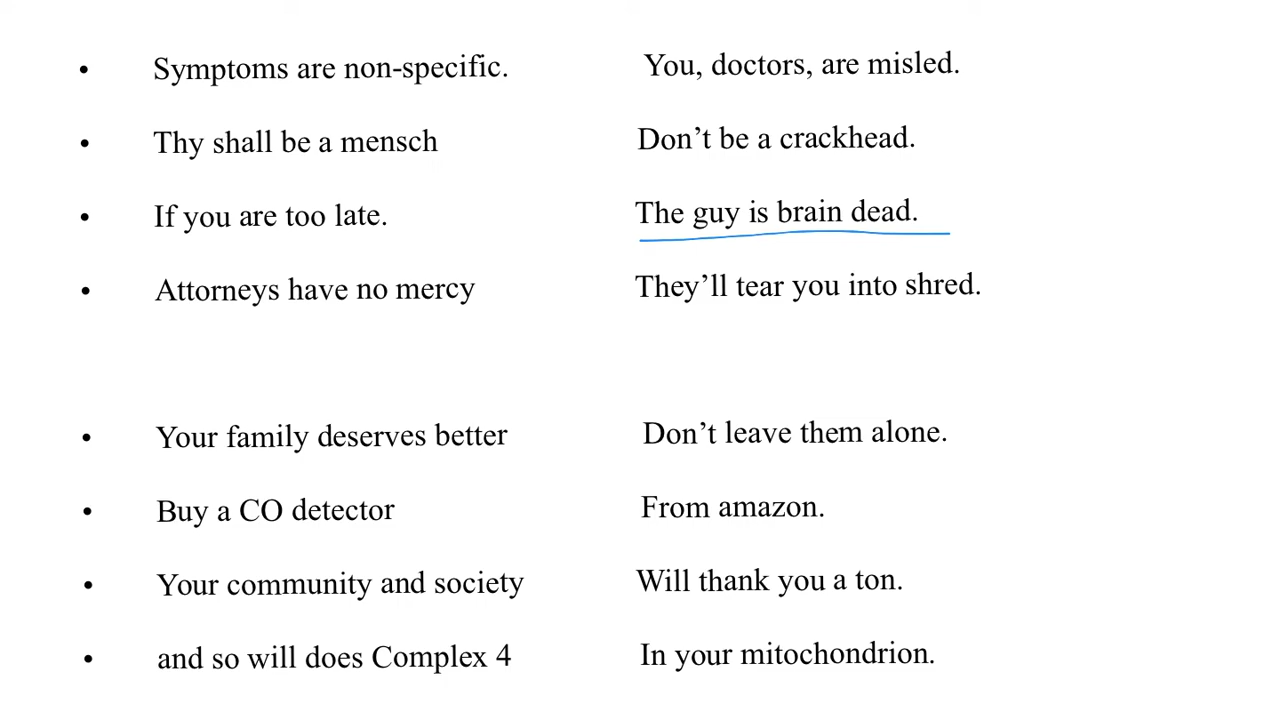 • Symptoms are non-specific. You, doctors, are misled.
• Thy shall be a mensch Don’t be a crackhead.
• If you are too late. The guy is brain dead.
• Attorneys have no mercy They’ll tear you into shred.
• Your family deserves better Don’t leave them alone.
• Buy a CO detector From amazon.
• Your community and society Will thank you a ton.
• and so will does Complex 4 In your mitochondrion.